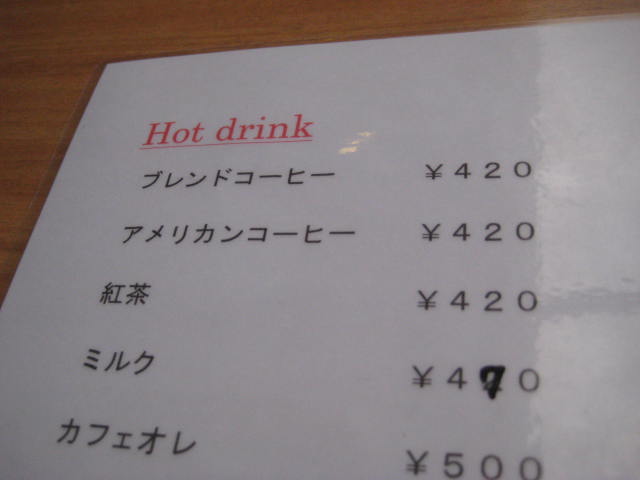 Hot drink
ブレンドコーヒー ¥420
アメリカンコーヒー ¥420
紅茶 ¥420
ミルク ¥470
カフェオレ ¥500